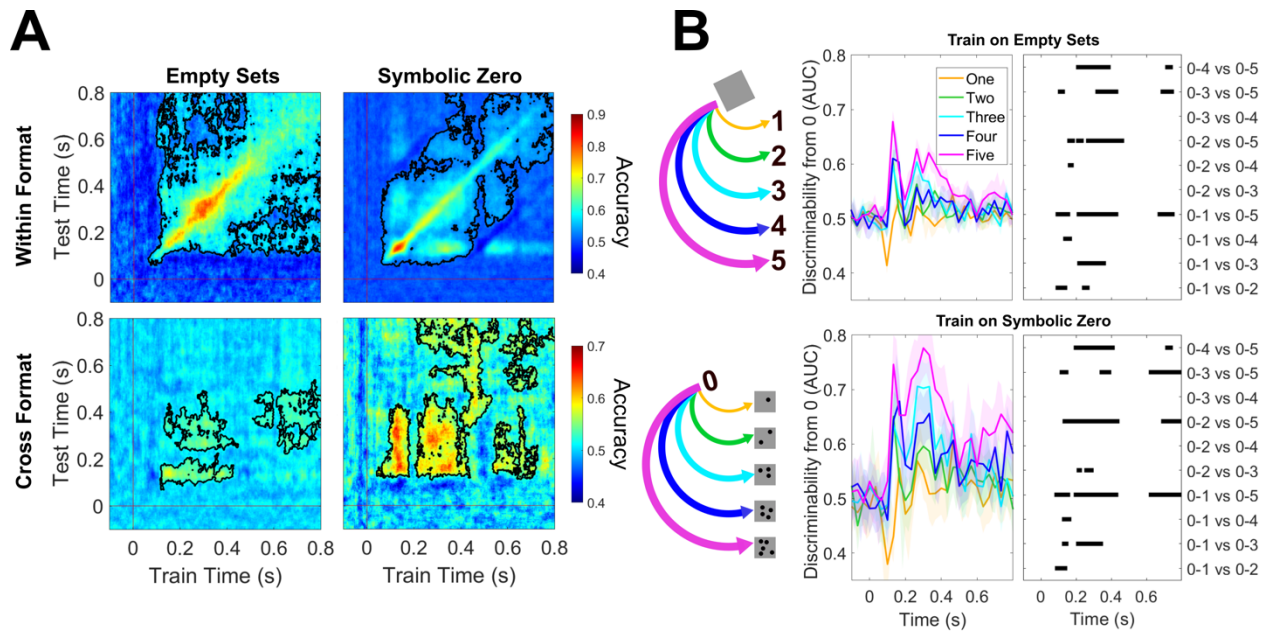 A
Empty Sets
Symbolic Zero
Within Format
Test Time (s)
0.8
0.6
0.4
0.2
0
0.9
0.8
0.7
0.6
0.5
0.4
Accuracy
Cross Format
Test Time (s)
0.8
0.6
0.4
0.2
0
0 0.2 0.4 0.6 0.8
0 0.2 0.4 0.6 0.8
Train Time (s)
Train Time (s)
0.7
0.6
0.5
0.4
Accuracy
B
1
2
3
4
5
Train on Empty Sets
Discriminability from 0 (AUC)
0.8
0.7
0.6
0.5
0.4
One
Two
Three
Four
Five
0-4 vs 0-5
0-3 vs 0-5
0-3 vs 0-4
0-2 vs 0-5
0-2 vs 0-4
0-2 vs 0-3
0-1 vs 0-5
0-1 vs 0-4
0-1 vs 0-3
0-1 vs 0-2
0
Train on Symbolic Zero
Discriminability from 0 (AUC)
0.8
0.7
0.6
0.5
0.4
0-4 vs 0-5
0-3 vs 0-5
0-3 vs 0-4
0-2 vs 0-5
0-2 vs 0-4
0-2 vs 0-3
0-1 vs 0-5
0-1 vs 0-4
0-1 vs 0-3
0-1 vs 0-2
0 0.2 0.4 0.6
0 0.2 0.4 0.6
Time (s)
Time (s)